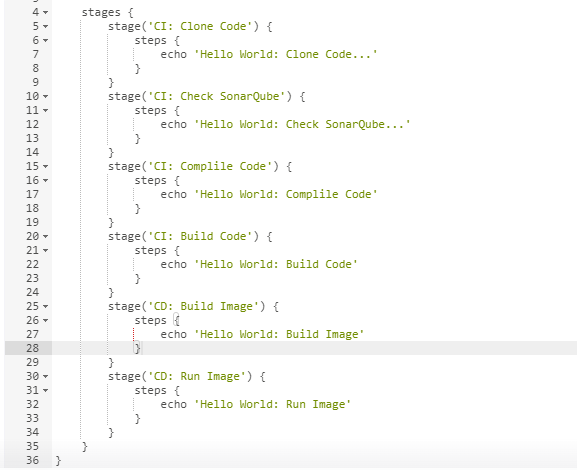 4 stages {
5 stage('CI: Clone Code') {
6 steps {
7 echo 'Hello World: Clone Code...'
8 }
9 }
10 stage('CI: Check SonarQube') {
11 steps {
12 echo 'Hello World: Check SonarQube...'
13 }
14 }
15 stage('CI: Complile Code') {
16 steps {
17 echo 'Hello World: Complile Code'
18 }
19 }
20 stage('CI: Build Code') {
21 steps {
22 echo 'Hello World: Build Code'
23 }
24 }
25 stage('CD: Build Image') {
26 steps {
27 echo 'Hello World: Build Image'
28 }
29 }
30 stage('CD: Run Image') {
31 steps {
32 echo 'Hello World: Run Image'
33 }
34 }
35 }
36 }